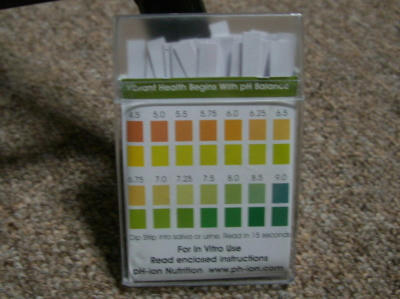 Vibrant Health Begins With pH Balance
4.5 5.0 5.5 5.75 6.0 6.25 6.5
6.75 7.0 7.25 7.5 8.0 8.5 9.0
Dip Strip into saliva or urine. Read in 15 seconds
For In Vitro Use
Read enclosed instructions
pH-ion Nutrition www.ph-ion.com